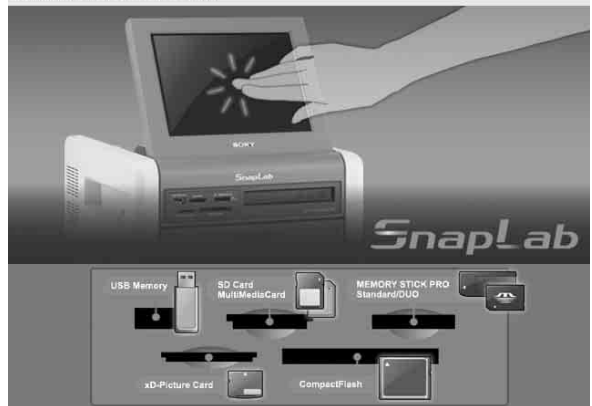 SONY
SnapLab
SnapLab
USB Memory
SD Card
MultiMediaCard
MEMORY STICK PRO
Standard/DUO
xD-Picture Card
CompactFlash